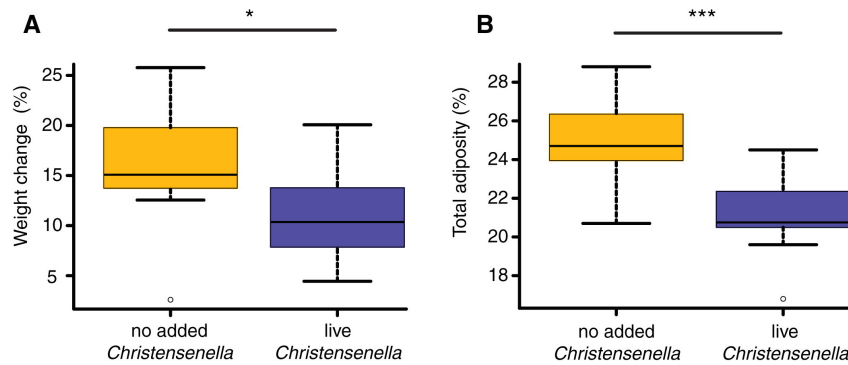 A
*
Weight change (%)
25
20
15
10
5
no added
Christensenella
live
Christensenella
B
***
Total adiposity (%)
28
26
24
22
20
18
no added
Christensenella
live
Christensenella